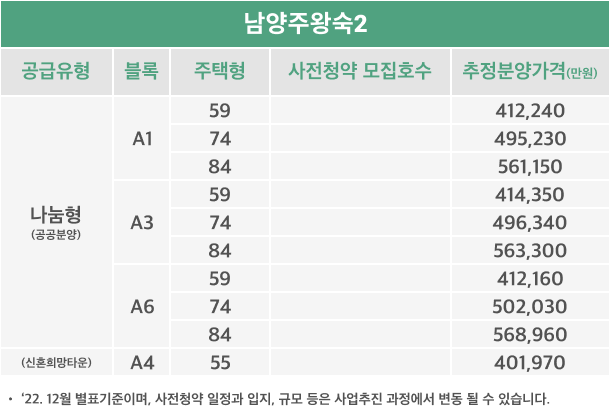 남양주왕숙2
공급유형 블록 주택형 사전청약 모집호수 추정분양가격(만원)
나눔형
(공공분양)
A1
59 412,240
74 495,230
84 561,150
A3
59 414,350
74 496,340
84 563,300
A6
59 412,160
74 502,030
84 568,960
(신혼희망타운) A4 55 401,970
• ‘22. 12월 별표기준이며, 사전청약 일정과 입지, 규모 등은 사업추진 과정에서 변동 될 수 있습니다.